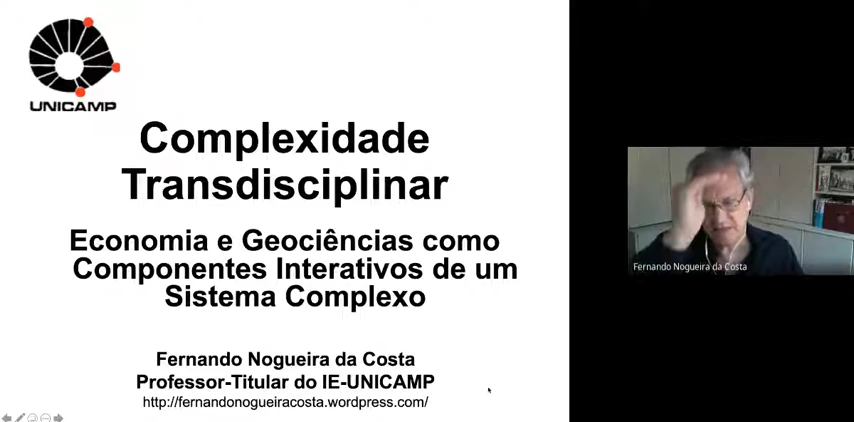 UNICAMP
Complexidade
Transdisciplinar
Economia e Geociências como
Componentes Interativos de um
Sistema Complexo
Fernando Nogueira da Costa
Professor-Titular do IE-UNICAMP
http://fernandonogueiracosta.wordpress.com/
Fernando Nogueira da Costa